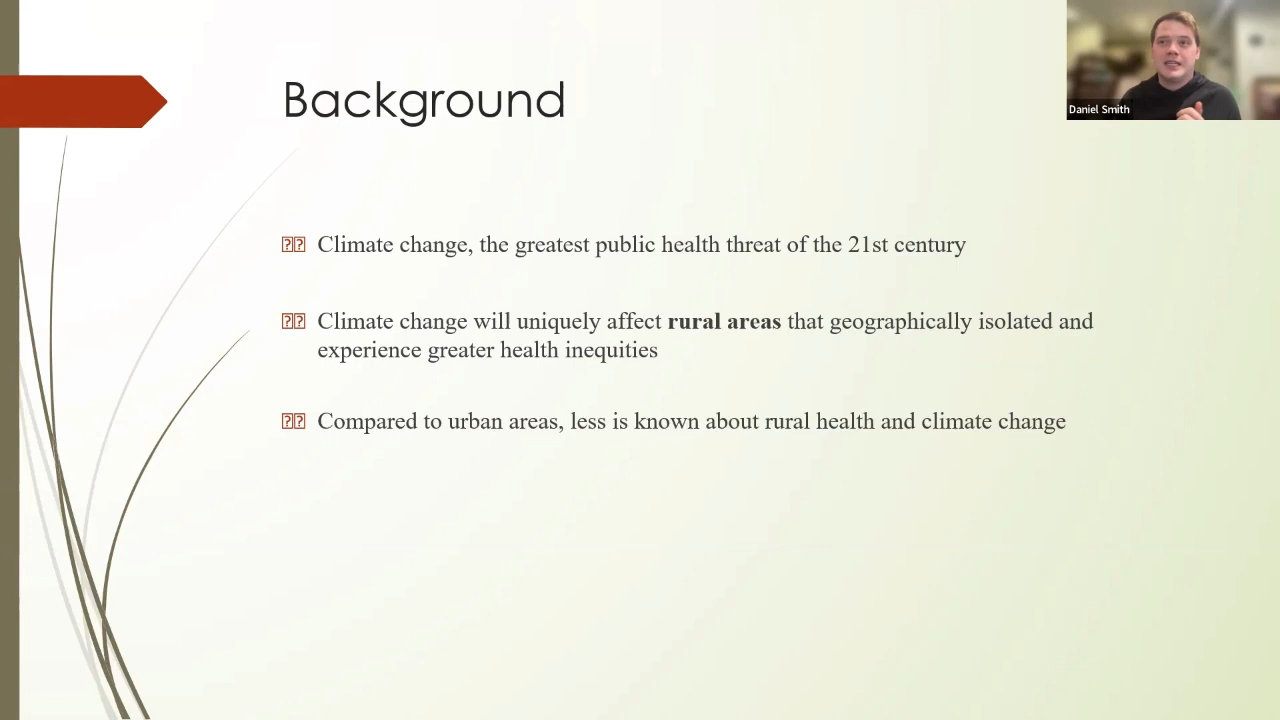 Background
Daniel Smith
Climate change, the greatest public health threat of the 21st century
Climate change will uniquely affect rural areas that geographically isolated and
experience greater health inequities
Compared to urban areas, less is known about rural health and climate change